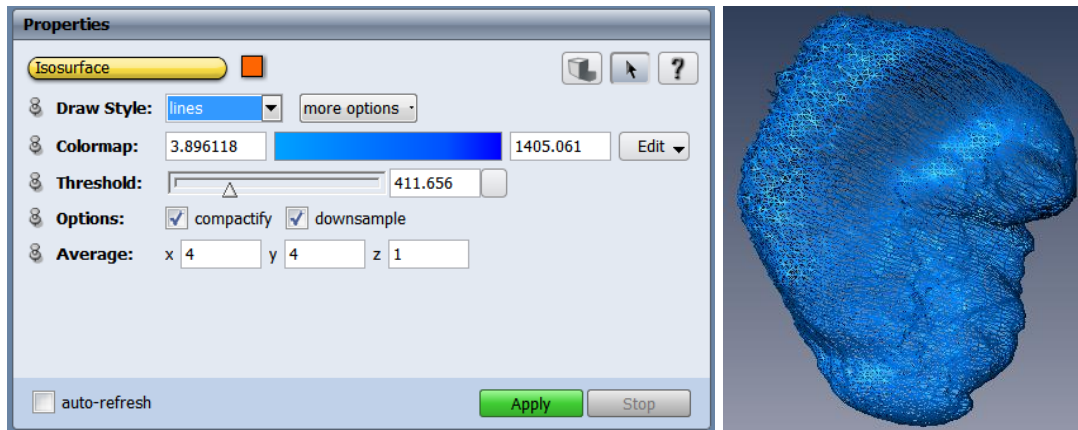 Properties
Isosurface ?
Draw Style: lines more options
Colormap: 3.896118 1405.061 Edit
Threshold: 411.656
Options: compactify downsample
Average: x 4 y 4 z 1
auto-refresh Apply Stop